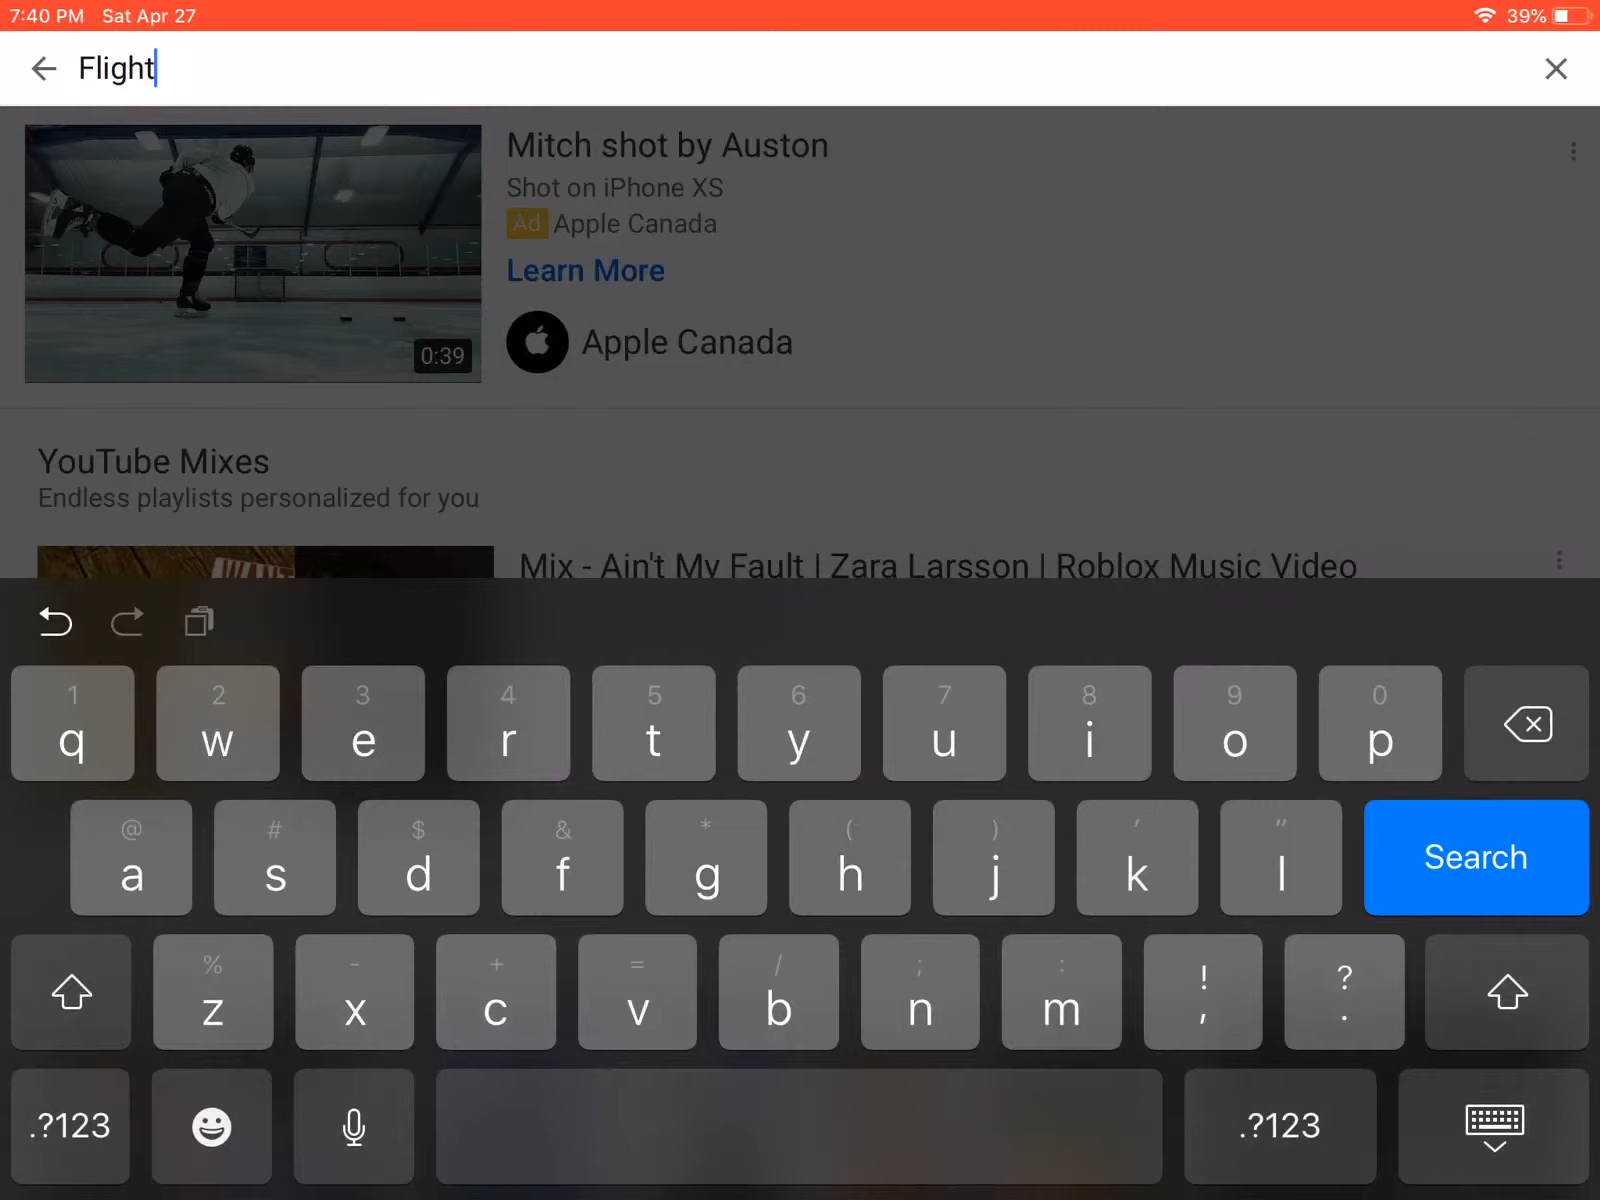 7:40 PM Sat Apr 27 39%
Flight
Mitch shot by Auston
Shot on iPhone XS
Ad Apple Canada
Learn More
Apple Canada
0:39
YouTube Mixes
Endless playlists personalized for you
WANT
Mix - Ain't My Fault | Zara Larsson | Roblox Music Video
1 2 3 4 5 6 7 8 9 0
q w e r t y u i o p
@ # $ & * ( ) ' "
a s d f g h j k l Search
% - + = / ; : ! ?
z x c v b n m , .
.?123 .?123